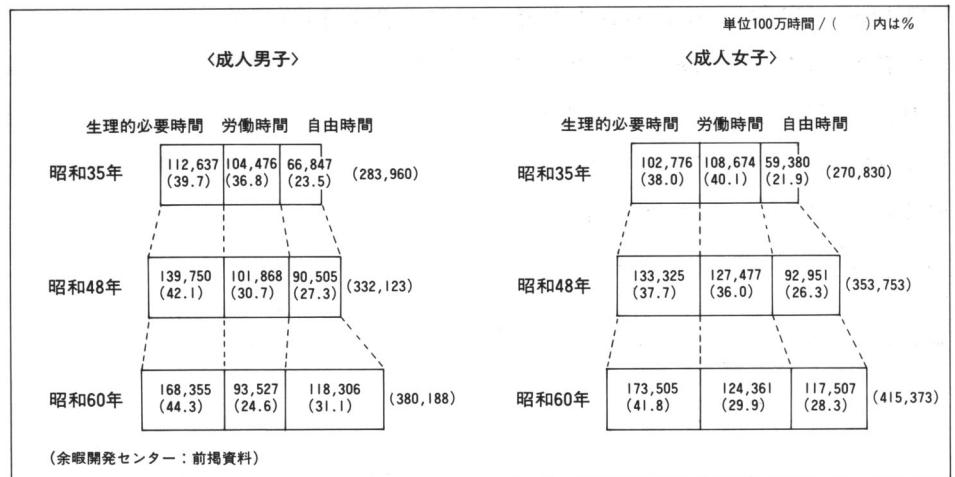 単位100万時間／（　　）内は％
〈成人男子〉
生理的必要時間　労働時間　自由時間
昭和35年　112,637　104,476　66,847　(283,960)
(39.7)　(36.8)　(23.5)
昭和48年　139,750　101,868　90,505　(332,123)
(42.1)　(30.7)　(27.3)
昭和60年　168,355　93,527　118,306　(380,188)
(44.3)　(24.6)　(31.1)
〈成人女子〉
生理的必要時間　労働時間　自由時間
昭和35年　102,776　108,674　59,380　(270,830)
(38.0)　(40.1)　(21.9)
昭和48年　133,325　127,477　92,951　(353,753)
(37.7)　(36.0)　(26.3)
昭和60年　173,505　124,361　117,507　(415,373)
(41.8)　(29.9)　(28.3)
（余暇開発センター：前掲資料）